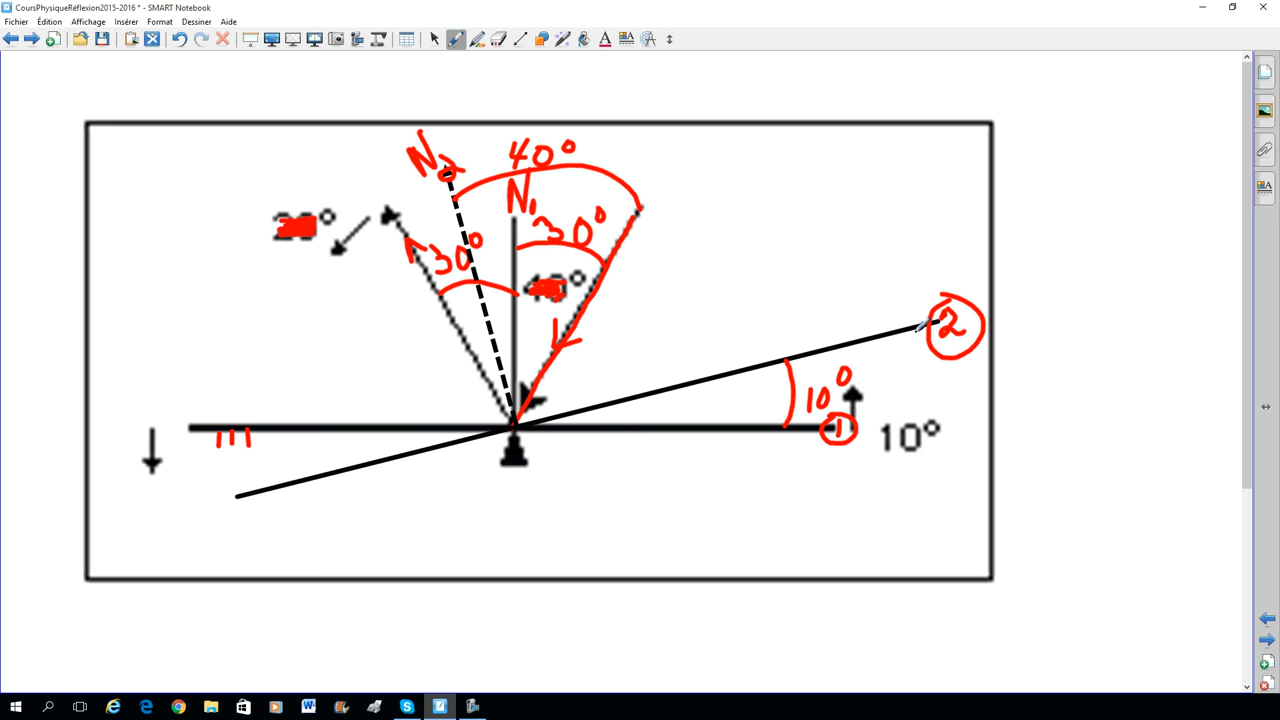 CoursPhysiqueRéflexion2015-2016 * - SMART Notebook
Fichier Édition Affichage Insérer Format Dessiner Aide
N2
40°
N1
30°
30°
2
10°
1
10°